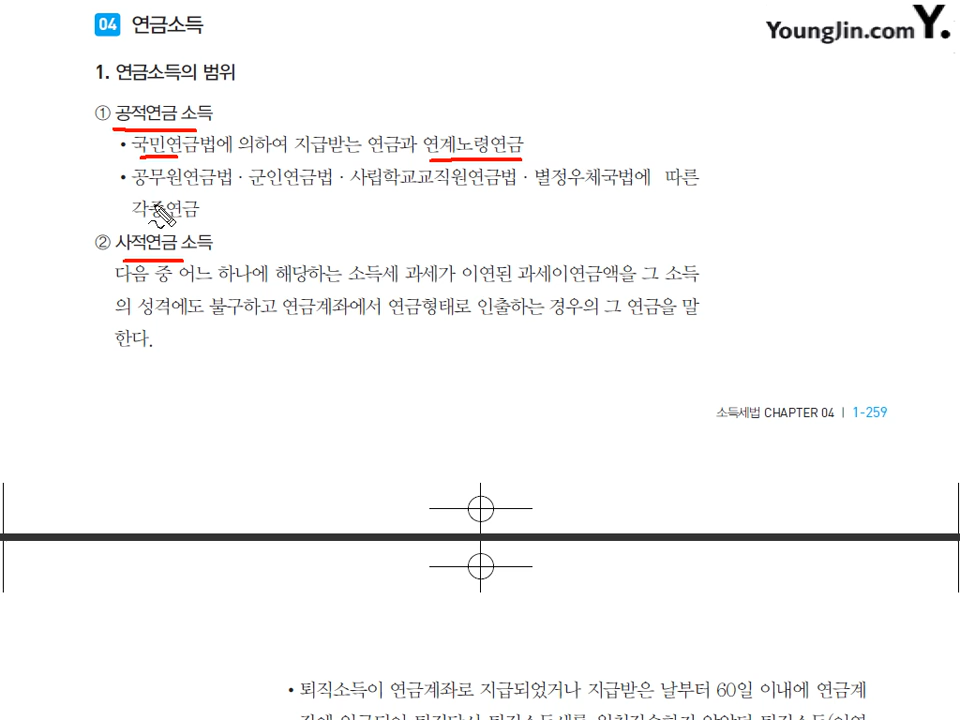 YoungJin.com Y.
04 연금소득
1. 연금소득의 범위
① 공적연금 소득
• 국민연금법에 의하여 지급받는 연금과 연계노령연금
• 공무원연금법 · 군인연금법 · 사립학교교직원연금법 · 별정우체국법에 따른
각종연금
② 사적연금 소득
다음 중 어느 하나에 해당하는 소득세 과세가 이연된 과세이연금액을 그 소득
의 성격에도 불구하고 연금계좌에서 연금형태로 인출하는 경우의 그 연금을 말
한다.
소득세법 CHAPTER 04 | 1-259
• 퇴직소득이 연금계좌로 지급되었거나 지급받은 날부터 60일 이내에 연금계